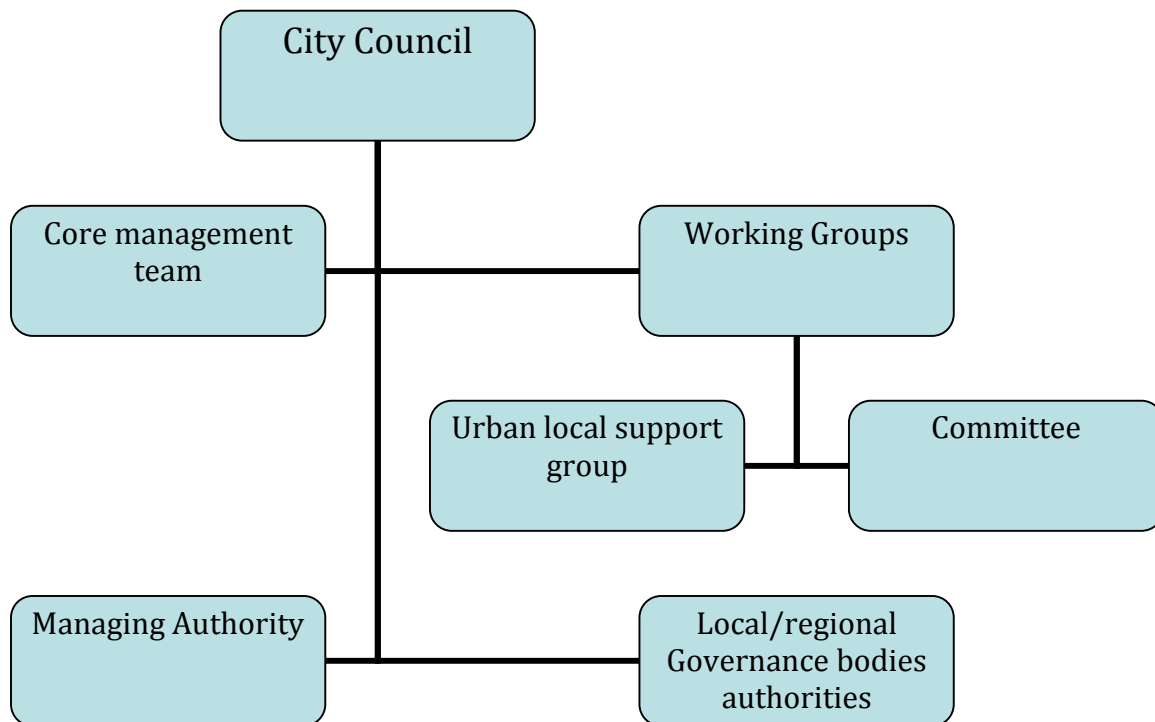 City Council
Core management
team
Working Groups
Urban local support
group
Committee
Managing Authority
Local/regional
Governance bodies
authorities